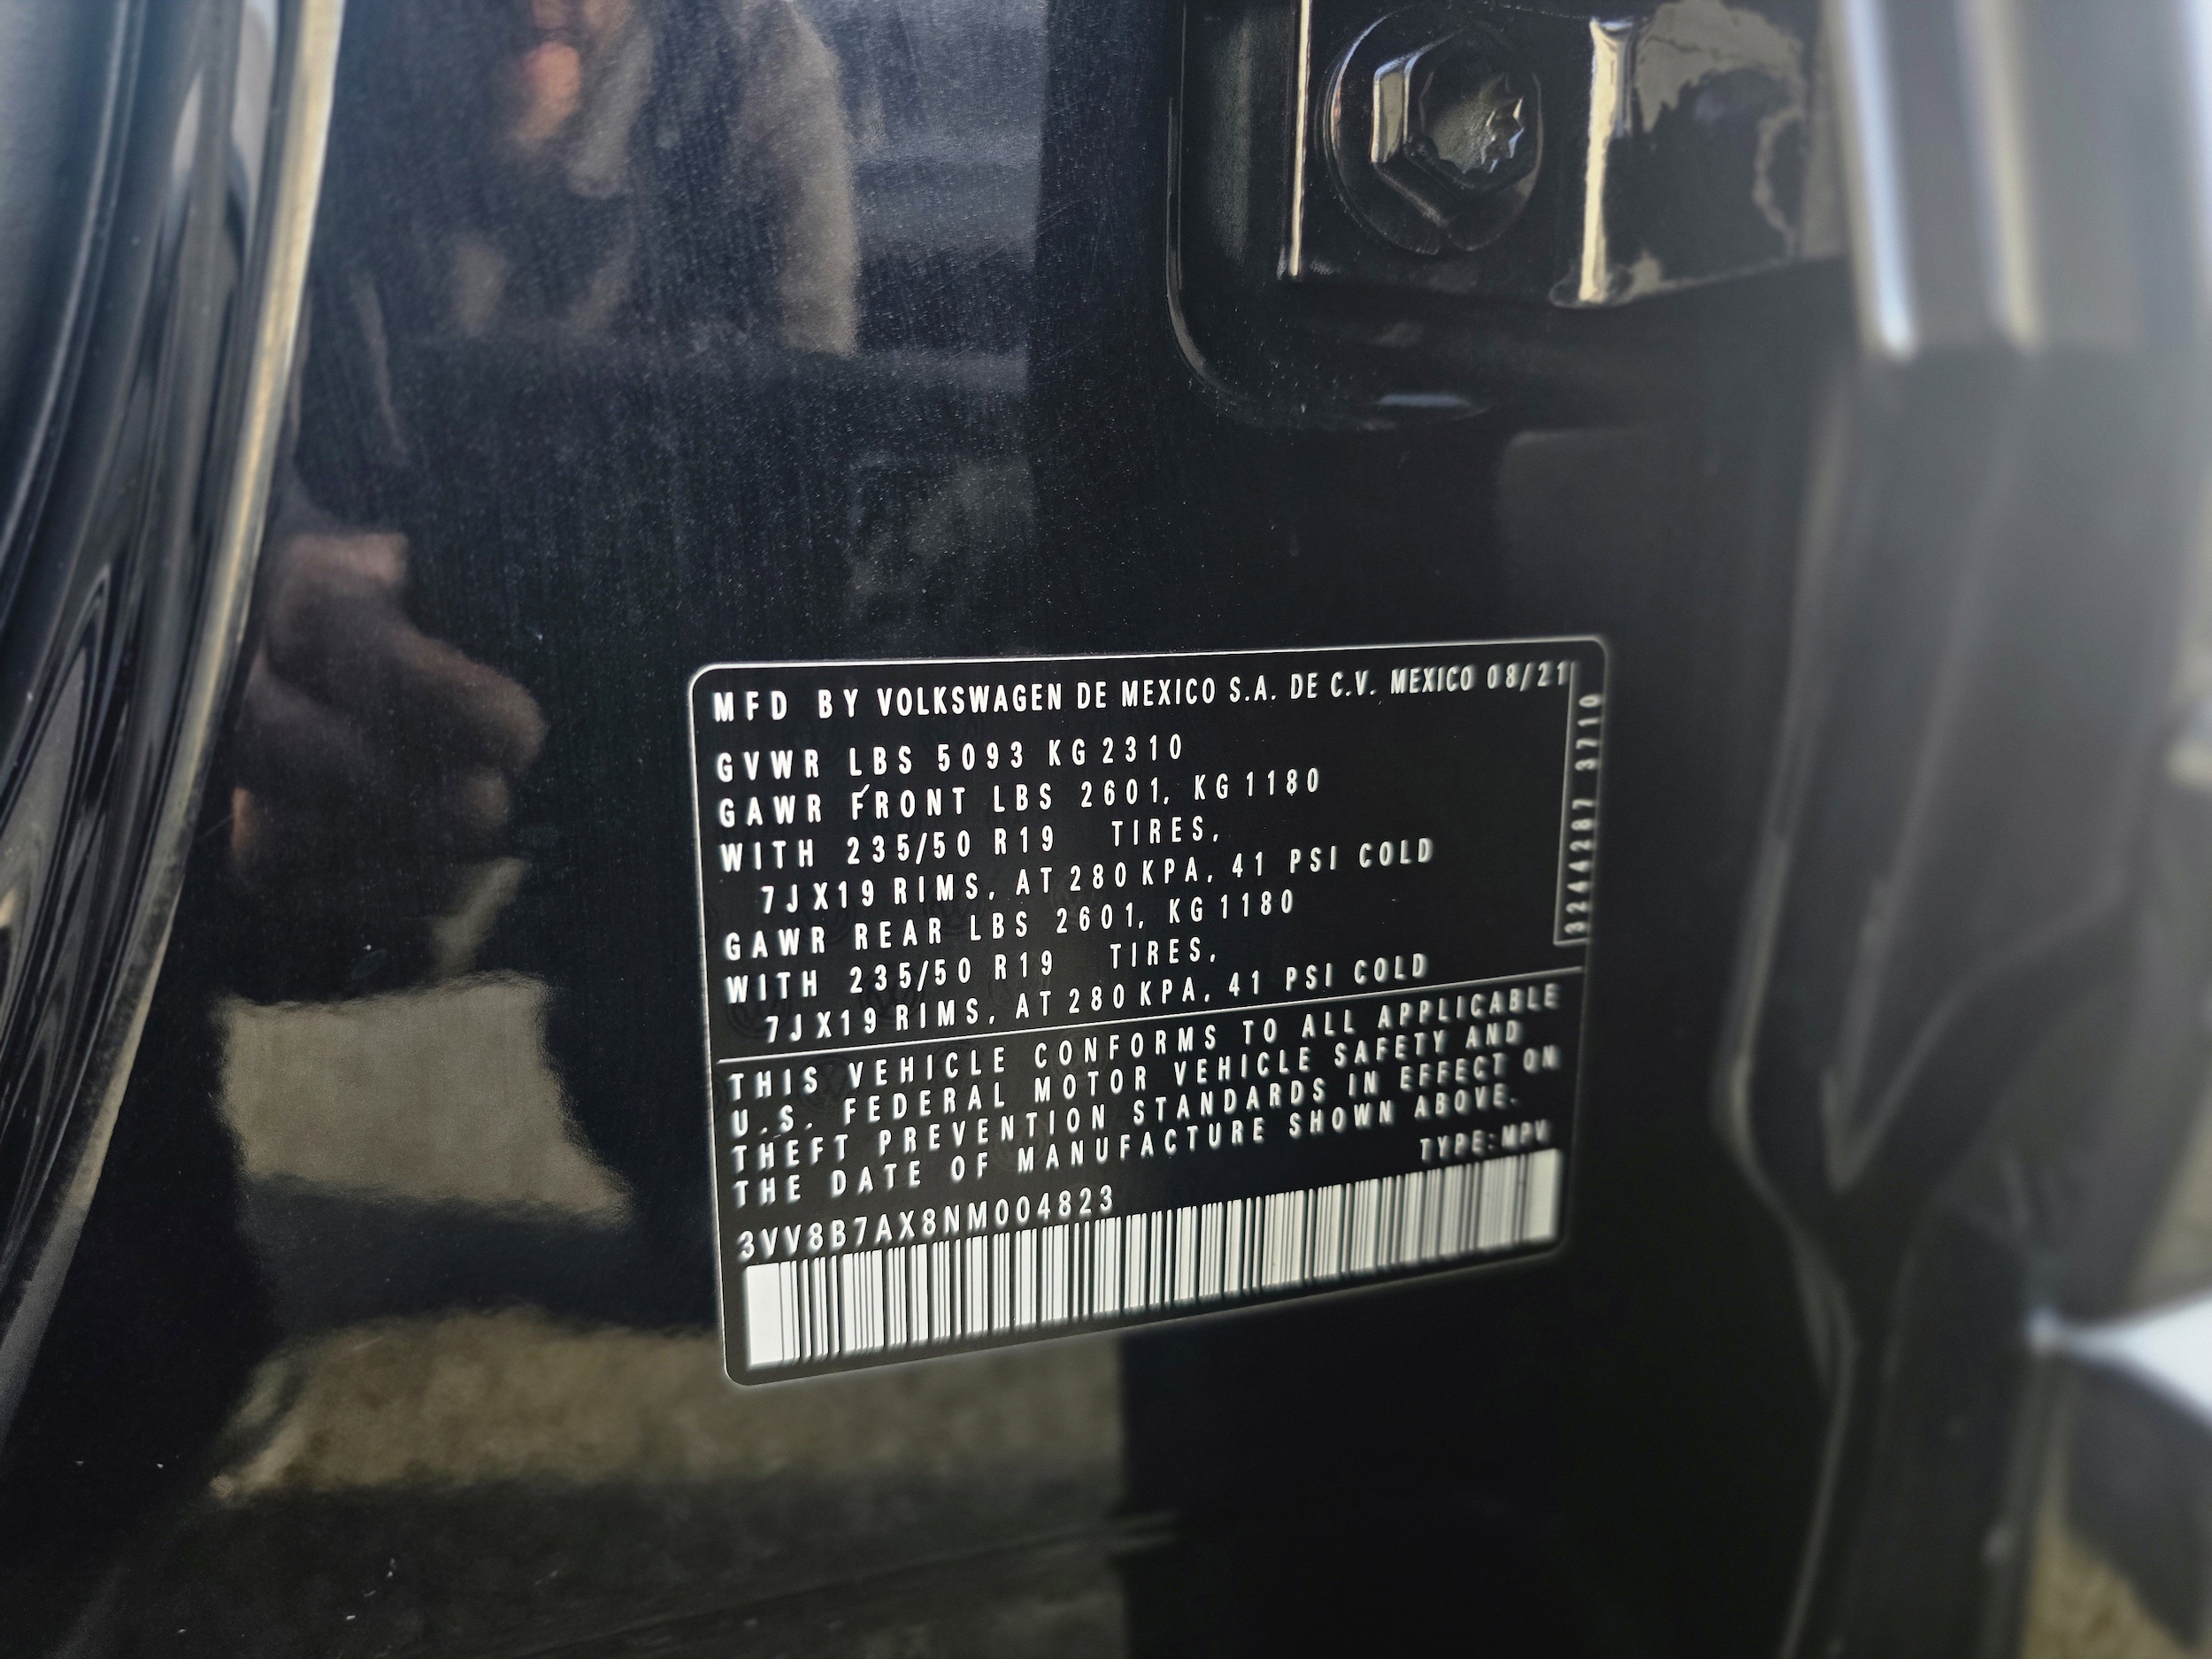 MFD BY VOLKSWAGEN DE MEXICO S.A. DE C.V. MEXICO 08/21
GVWR LBS 5093 KG 2310
GAWR FRONT LBS 2601, KG 1180
WITH 235/50 R19 TIRES,
7JX19 RIMS, AT 280 KPA, 41 PSI COLD
GAWR REAR LBS 2601, KG 1180
WITH 235/50 R19 TIRES,
7JX19 RIMS, AT 280 KPA, 41 PSI COLD
3244287 3710
THIS VEHICLE CONFORMS TO ALL APPLICABLE
U.S. FEDERAL MOTOR VEHICLE SAFETY AND
THEFT PREVENTION STANDARDS IN EFFECT ON
THE DATE OF MANUFACTURE SHOWN ABOVE.
TYPE: MPV
3VV8B7AX8NM004823